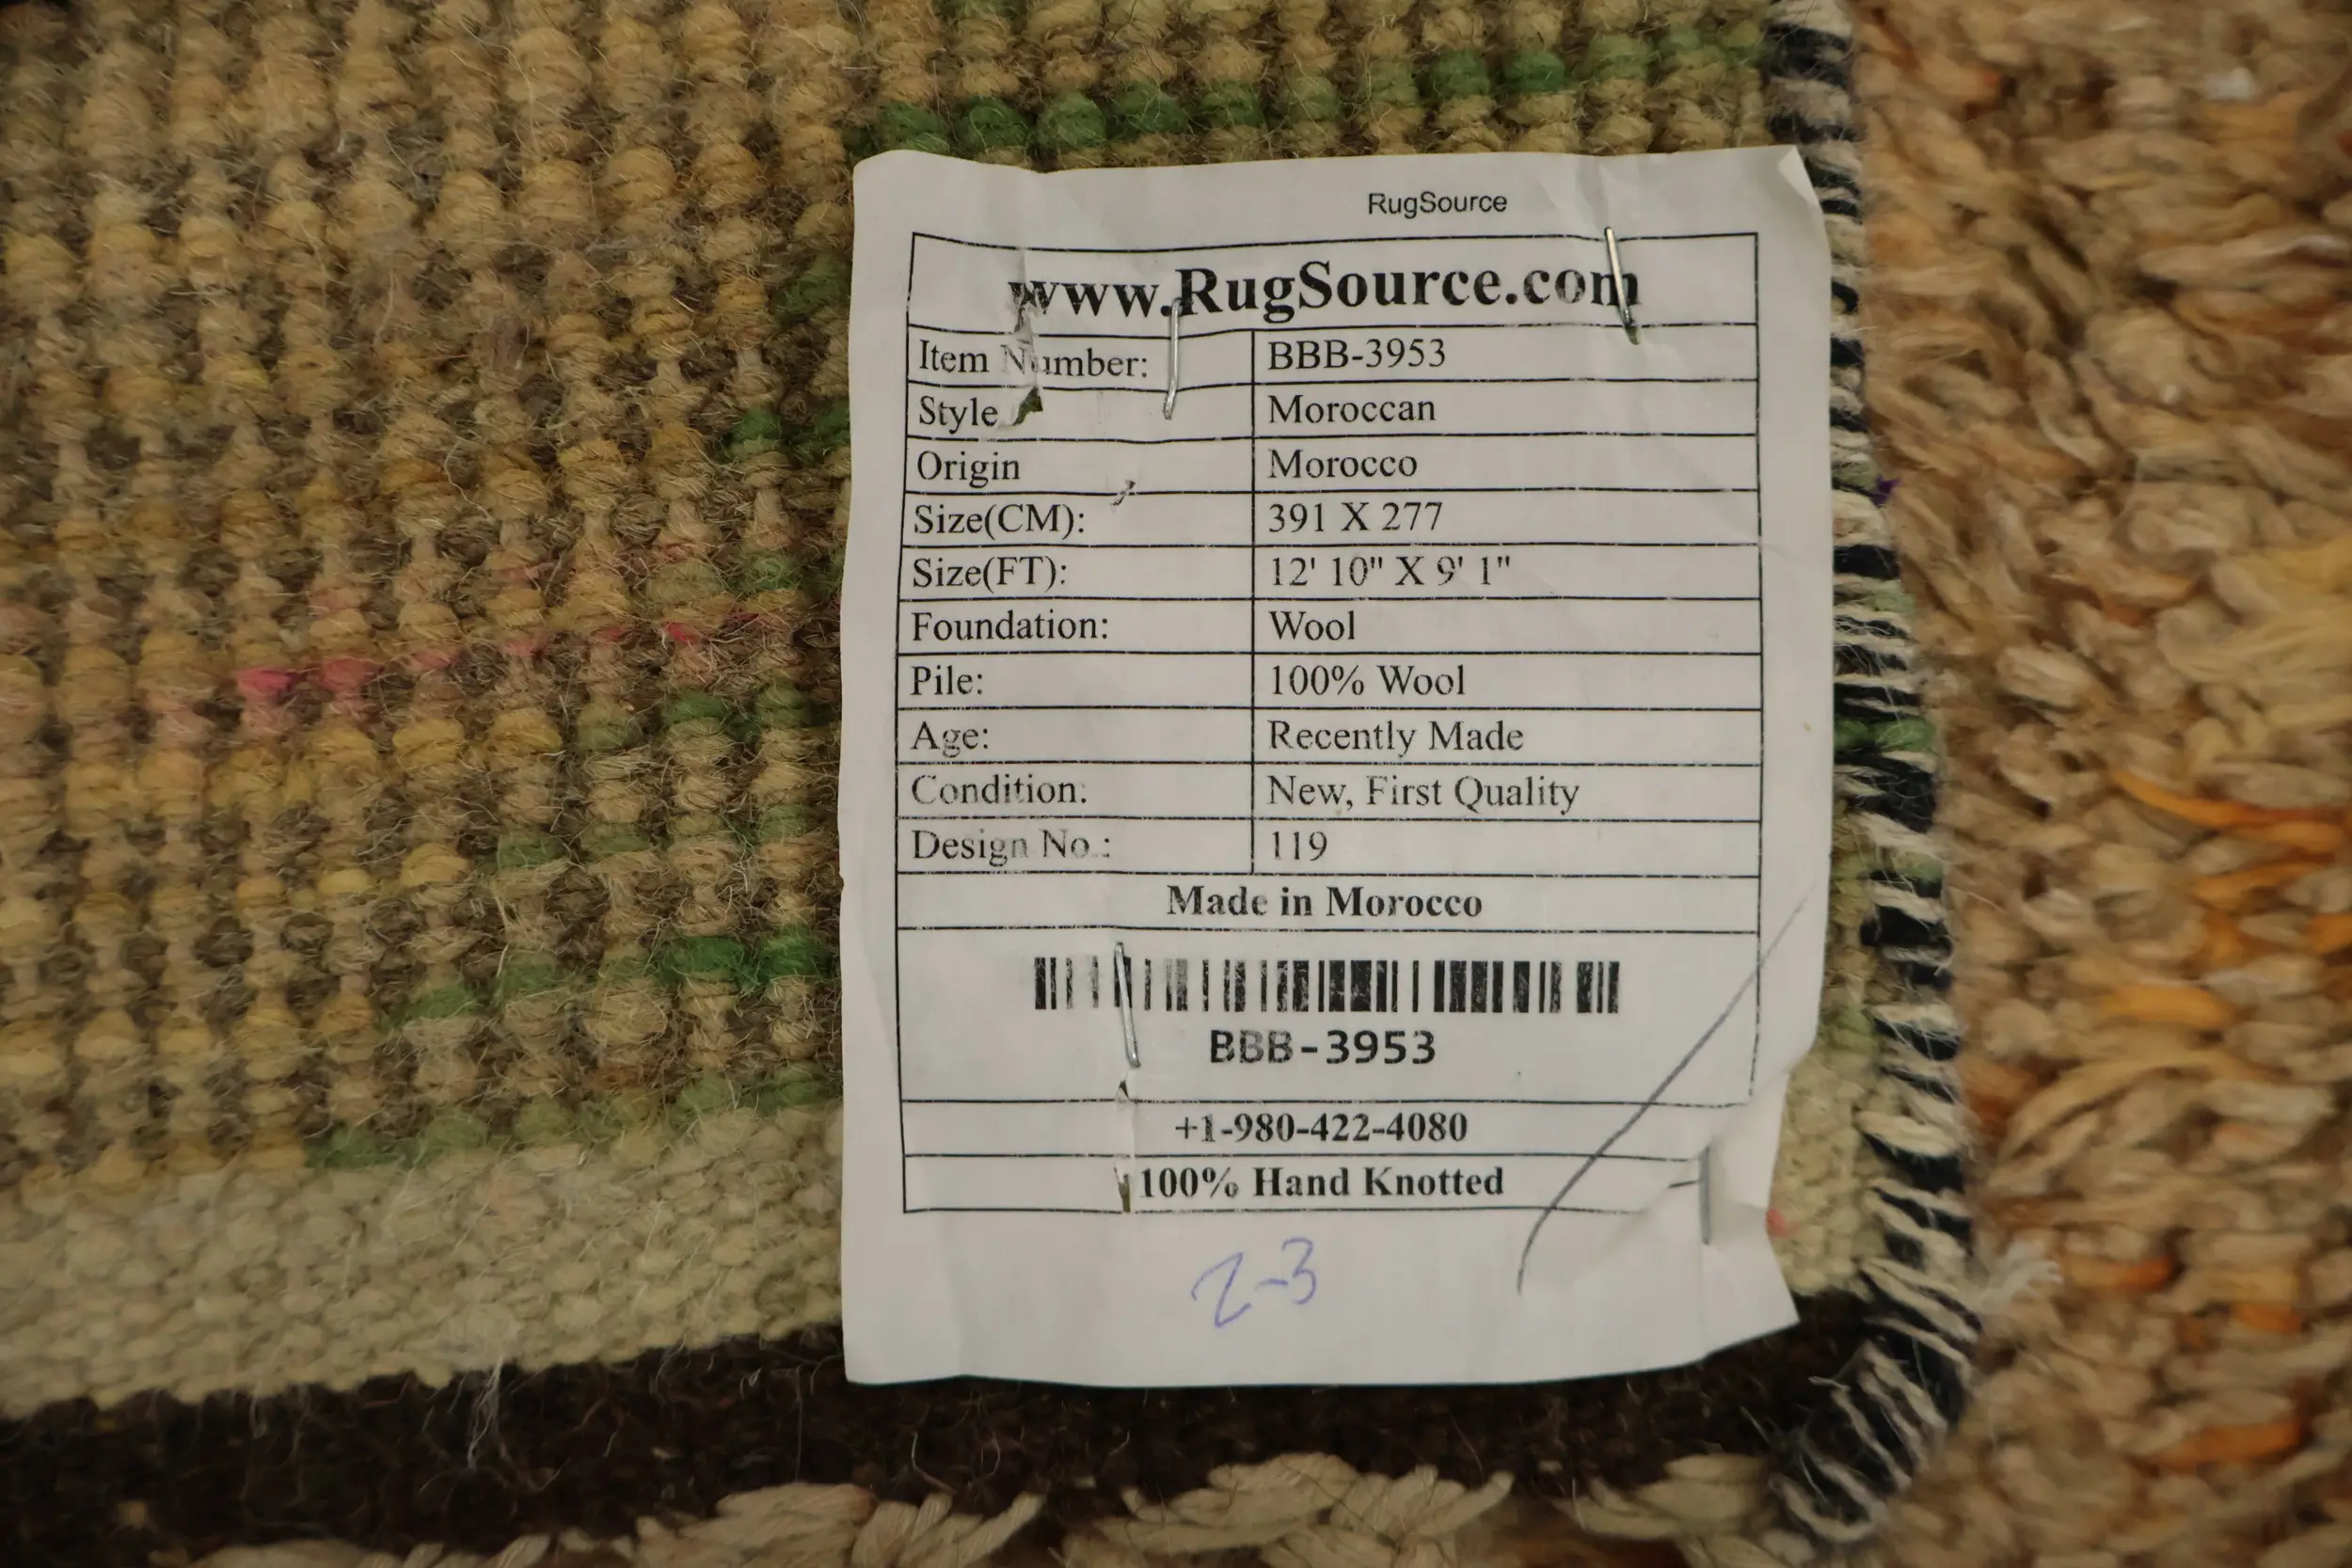 RugSource
www.RugSource.com
Item Number: BBB-3953
Style Moroccan
Origin Morocco
Size(CM): 391 X 277
Size(FT): 12' 10" X 9' 1"
Foundation: Wool
Pile: 100% Wool
Age: Recently Made
Condition: New, First Quality
Design No.: 119
Made in Morocco
BBB-3953
+1-980-422-4080
100% Hand Knotted
2-3